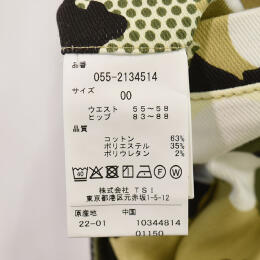 品番
055-2134514
サイズ
00
ウエスト 55~58
ヒップ 83~88
品質
コットン 63%
ポリエステル 35%
ポリウレタン 2%
40
株式会社 TSI
東京都港区元赤坂1-5-12
原産地 中国
22-01 10344814
01150